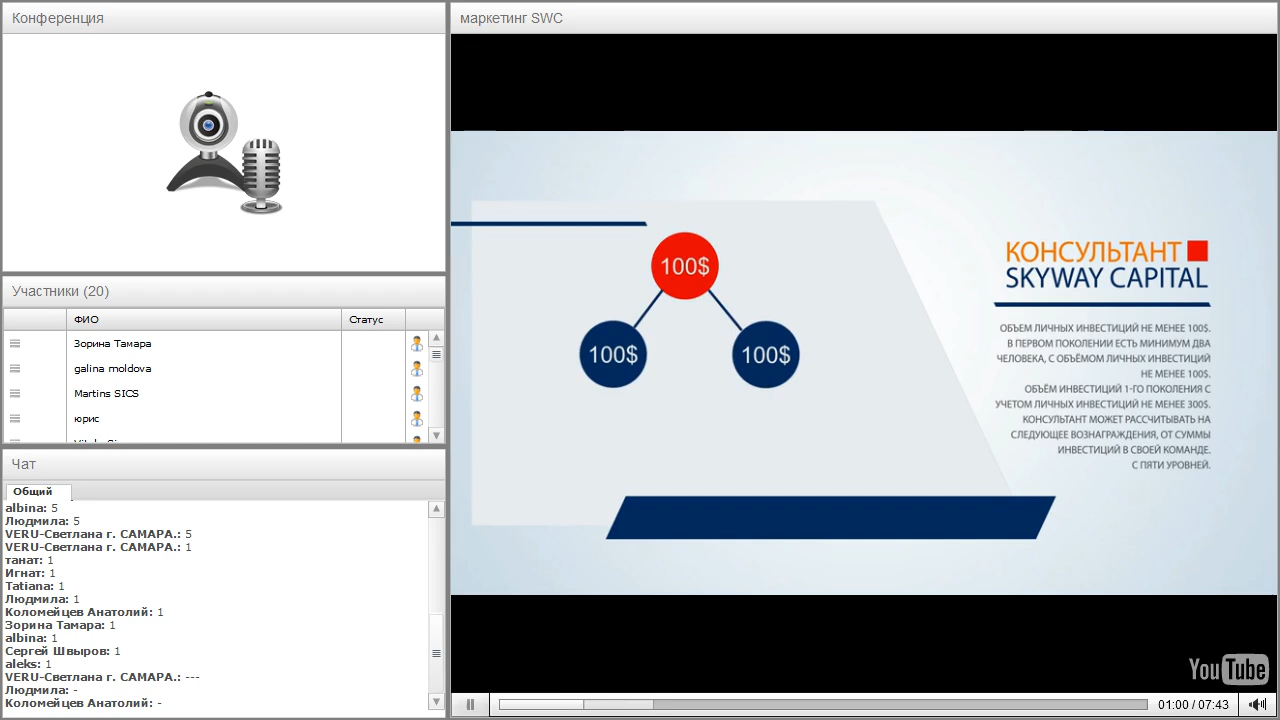 Конференция
маркетинг SWC
Участники (20)
ФИО
Статус
Зорина Тамара
galina moldova
Martins SICS
юрис
Чат
Общий
albina: 5
Людмила: 5
VERU-Светлана г. САМАРА.: 5
VERU-Светлана г. САМАРА.: 1
танат: 1
Игнат: 1
Tatiana: 1
Людмила: 1
Коломейцев Анатолий: 1
Зорина Тамара: 1
albina: 1
Сергей Швыров: 1
aleks: 1
VERU-Светлана г. САМАРА.: ---
Людмила: -
Коломейцев Анатолий: -
100$
100$
100$
КОНСУЛЬТАНТ
SKYWAY CAPITAL
ОБЪЕМ ЛИЧНЫХ ИНВЕСТИЦИЙ НЕ МЕНЕЕ 100$.
В ПЕРВОМ ПОКОЛЕНИИ ЕСТЬ МИНИМУМ ДВА
ЧЕЛОВЕКА, С ОБЪЁМОМ ЛИЧНЫХ ИНВЕСТИЦИЙ
НЕ МЕНЕЕ 100$.
ОБЪЁМ ИНВЕСТИЦИЙ 1-ГО ПОКОЛЕНИЯ С
УЧЕТОМ ЛИЧНЫХ ИНВЕСТИЦИЙ НЕ МЕНЕЕ 300$.
КОНСУЛЬТАНТ МОЖЕТ РАССЧИТЫВАТЬ НА
СЛЕДУЮЩЕЕ ВОЗНАГРАЖДЕНИЯ, ОТ СУММЫ
ИНВЕСТИЦИЙ В СВОЕЙ КОМАНДЕ.
С ПЯТИ УРОВНЕЙ.
YouTube
01:00 / 07:43